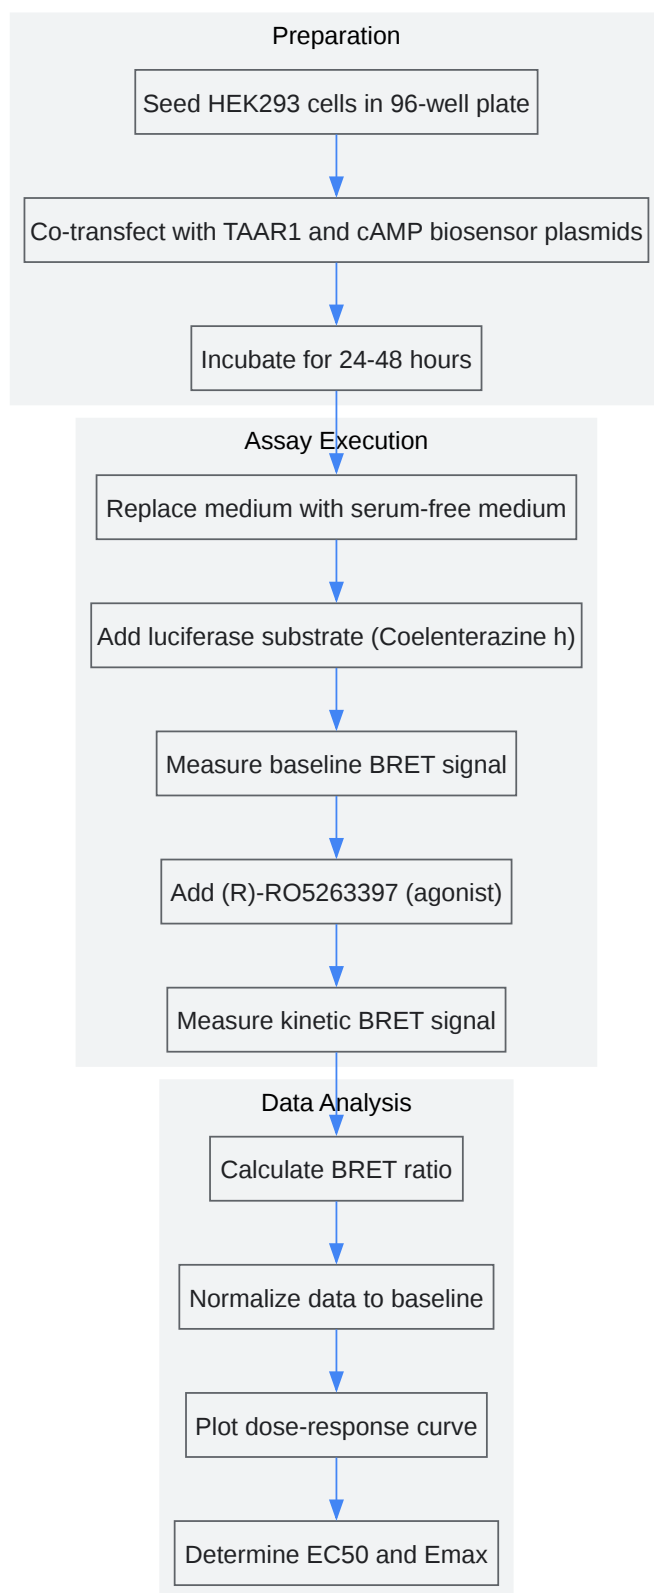 Preparation
Seed HEK293 cells in 96-well plate
Co-transfect with TAAR1 and cAMP biosensor plasmids
Incubate for 24-48 hours
Assay Execution
Replace medium with serum-free medium
Add luciferase substrate (Coelenterazine h)
Measure baseline BRET signal
Add (R)-RO5263397 (agonist)
Measure kinetic BRET signal
Data Analysis
Calculate BRET ratio
Normalize data to baseline
Plot dose-response curve
Determine EC50 and Emax